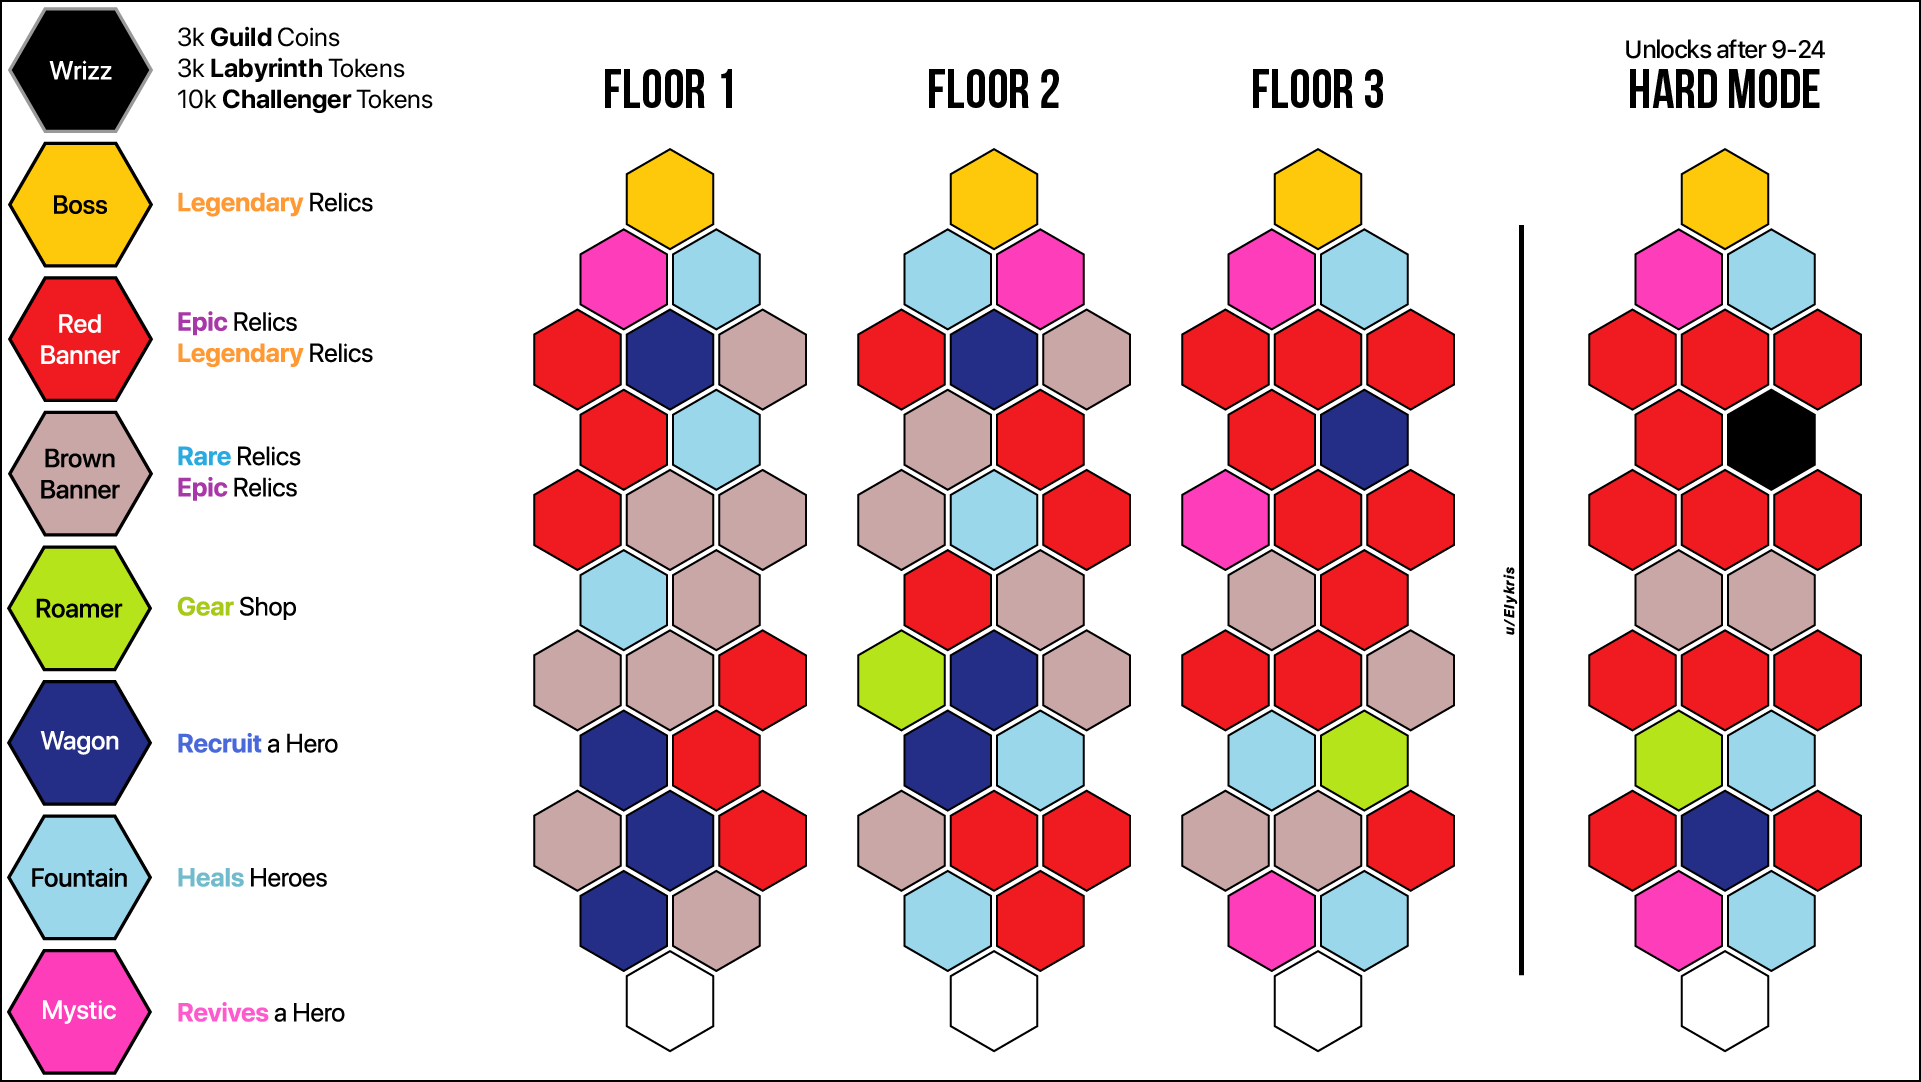 Wrizz
3k Guild Coins
3k Labyrinth Tokens
10k Challenger Tokens
Boss
Legendary Relics
Red
Banner
Epic Relics
Legendary Relics
Brown
Banner
Rare Relics
Epic Relics
Roamer
Gear Shop
Wagon
Recruit a Hero
Fountain
Heals Heroes
Mystic
Revives a Hero
FLOOR 1
FLOOR 2
FLOOR 3
Unlocks after 9-24
HARD MODE
u/Elykris